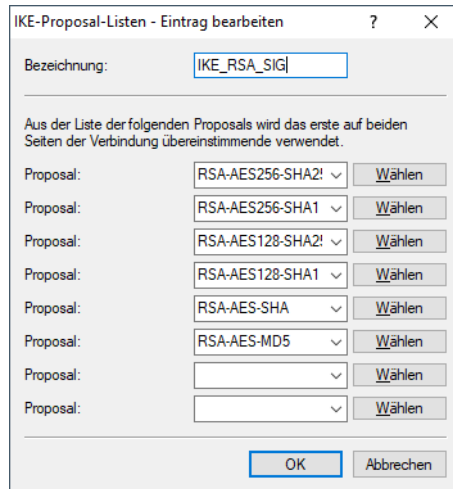 IKE-Proposal-Listen - Eintrag bearbeiten ? ×
Bezeichnung: IKE_RSA_SIG
Aus der Liste der folgenden Proposals wird das erste auf beiden
Seiten der Verbindung übereinstimmende verwendet.
Proposal: RSA-AES256-SHA25 Wählen
Proposal: RSA-AES256-SHA1 Wählen
Proposal: RSA-AES128-SHA25 Wählen
Proposal: RSA-AES128-SHA1 Wählen
Proposal: RSA-AES-SHA Wählen
Proposal: RSA-AES-MD5 Wählen
Proposal: Wählen
Proposal: Wählen
OK Abbrechen